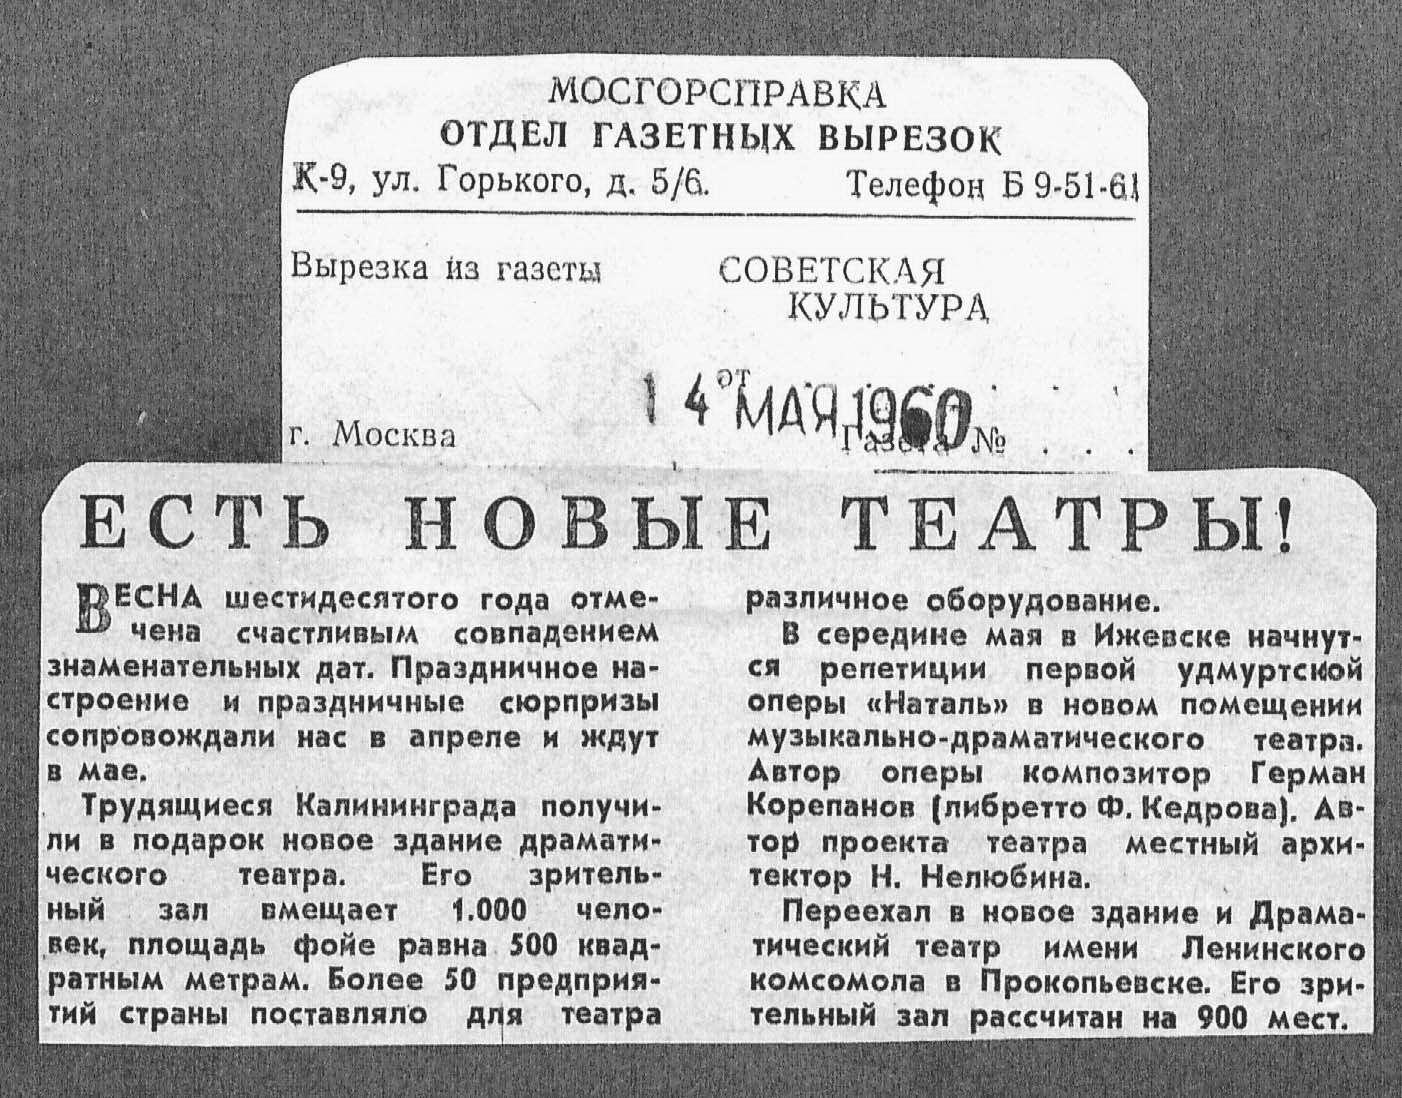 МОСГОРСПРАВКА
ОТДЕЛ ГАЗЕТНЫХ ВЫРЕЗОК
К-9, ул. Горького, д. 5/6. Телефон Б 9-51-61
Вырезка из газеты СОВЕТСКАЯ
КУЛЬТУРА
от
14 МАЯ 1960
г. Москва Газета № . . .
ЕСТЬ НОВЫЕ ТЕАТРЫ!
ВЕСНА шестидесятого года отме-
чена счастливым совпадением
знаменательных дат. Праздничное на-
строение и праздничные сюрпризы
сопровождали нас в апреле и ждут
в мае.
Трудящиеся Калининграда получи-
ли в подарок новое здание драмати-
ческого театра. Его зритель-
ный зал вмещает 1.000 чело-
век, площадь фойе равна 500 квад-
ратным метрам. Более 50 предприя-
тий страны поставляло для театра
различное оборудование.
В середине мая в Ижевске начнут-
ся репетиции первой удмуртской
оперы «Наталь» в новом помещении
музыкально-драматического театра.
Автор оперы композитор Герман
Корепанов (либретто Ф. Кедрова). Ав-
тор проекта театра местный архи-
тектор Н. Нелюбина.
Переехал в новое здание и Драма-
тический театр имени Ленинского
комсомола в Прокопьевске. Его зри-
тельный зал рассчитан на 900 мест.